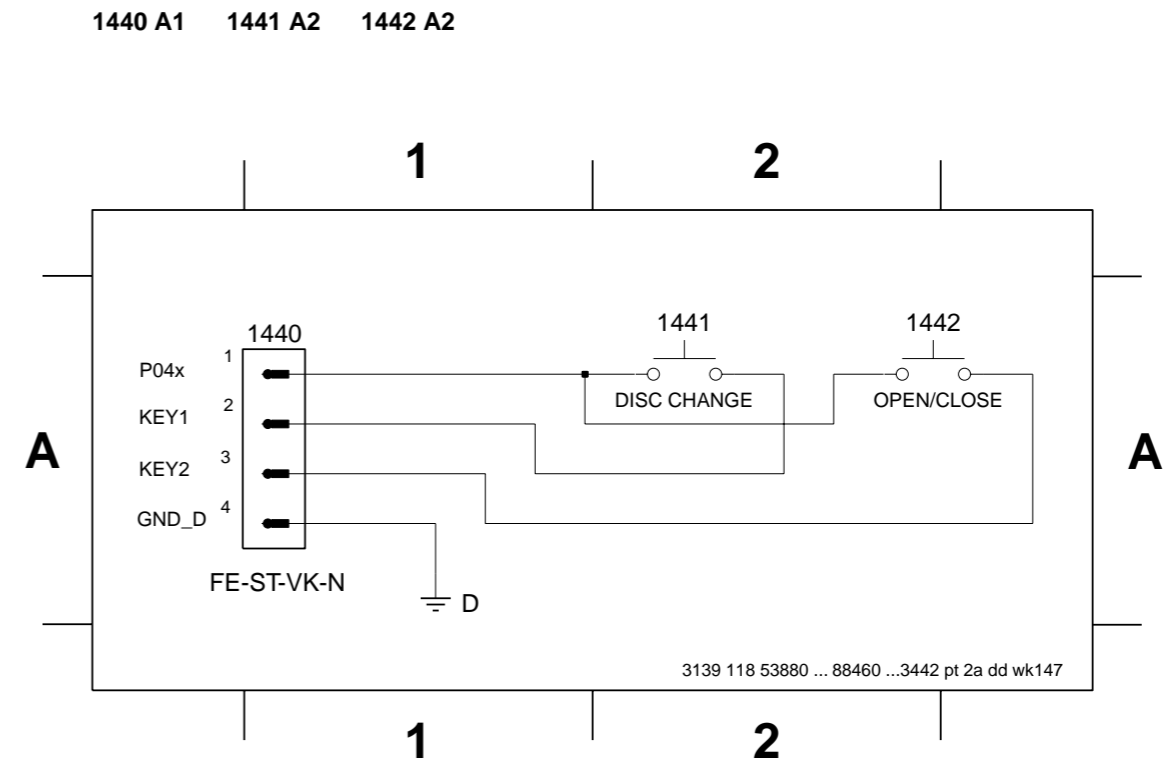 1440 A1 1441 A2 1442 A2
1 2
1440 1441 1442
P04x 1
DISC CHANGE OPEN/CLOSE
KEY1 2
A A
KEY2 3
GND_D 4
FE-ST-VK-N
D
3139 118 53880 ... 88460 ...3442 pt 2a dd wk147
1 2